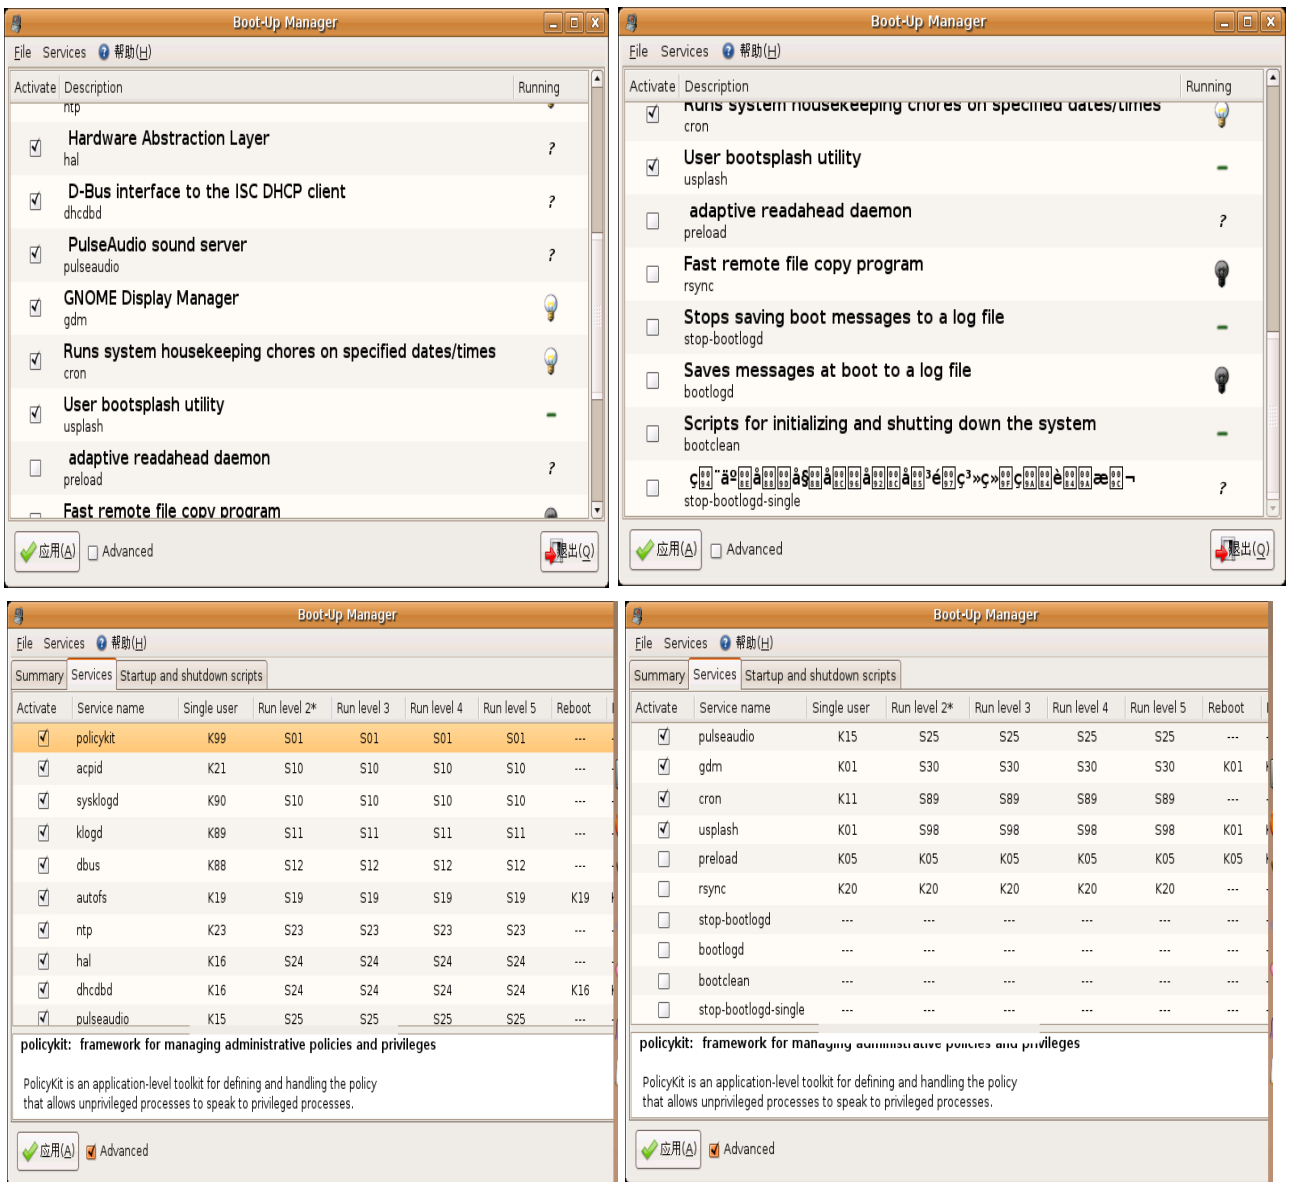 Boot-Up Manager
File Services 帮助(H)
Activate Description Running
ntp
Hardware Abstraction Layer
hal ?
D-Bus interface to the ISC DHCP client
dhcdbd ?
PulseAudio sound server
pulseaudio ?
GNOME Display Manager
gdm
Runs system housekeeping chores on specified dates/times
cron
User bootsplash utility
usplash
adaptive readahead daemon
preload ?
Fast remote file copy program
应用(A) Advanced 退出(Q)
Boot-Up Manager
File Services 帮助(H)
Activate Description Running
Runs system housekeeping chores on specified dates/times
cron
User bootsplash utility
usplash
adaptive readahead daemon
preload ?
Fast remote file copy program
rsync
Stops saving boot messages to a log file
stop-bootlogd
Saves messages at boot to a log file
bootlogd
Scripts for initializing and shutting down the system
bootclean
stop-bootlogd-single ?
应用(A) Advanced 退出(Q)
Boot-Up Manager
File Services 帮助(H)
Summary Services Startup and shutdown scripts
Activate Service name Single user Run level 2* Run level 3 Run level 4 Run level 5 Reboot
policykit K99 S01 S01 S01 S01 ---
acpid K21 S10 S10 S10 S10 ---
sysklogd K90 S10 S10 S10 S10 ---
klogd K89 S11 S11 S11 S11 ---
dbus K88 S12 S12 S12 S12 ---
autofs K19 S19 S19 S19 S19 K19
ntp K23 S23 S23 S23 S23 ---
hal K16 S24 S24 S24 S24 ---
dhcdbd K16 S24 S24 S24 S24 K16
pulseaudio K15 S25 S25 S25 S25 ---
policykit: framework for managing administrative policies and privileges
PolicyKit is an application-level toolkit for defining and handling the policy
that allows unprivileged processes to speak to privileged processes.
应用(A) Advanced
Boot-Up Manager
File Services 帮助(H)
Summary Services Startup and shutdown scripts
Activate Service name Single user Run level 2* Run level 3 Run level 4 Run level 5 Reboot
pulseaudio K15 S25 S25 S25 S25 ---
gdm K01 S30 S30 S30 S30 K01
cron K11 S89 S89 S89 S89 ---
usplash K01 S98 S98 S98 S98 K01
preload K05 K05 K05 K05 K05 K05
rsync K20 K20 K20 K20 K20 ---
stop-bootlogd --- --- --- --- --- ---
bootlogd --- --- --- --- --- ---
bootclean --- --- --- --- --- ---
stop-bootlogd-single --- --- --- --- --- ---
policykit: framework for managing administrative policies and privileges
PolicyKit is an application-level toolkit for defining and handling the policy
that allows unprivileged processes to speak to privileged processes.
应用(A) Advanced